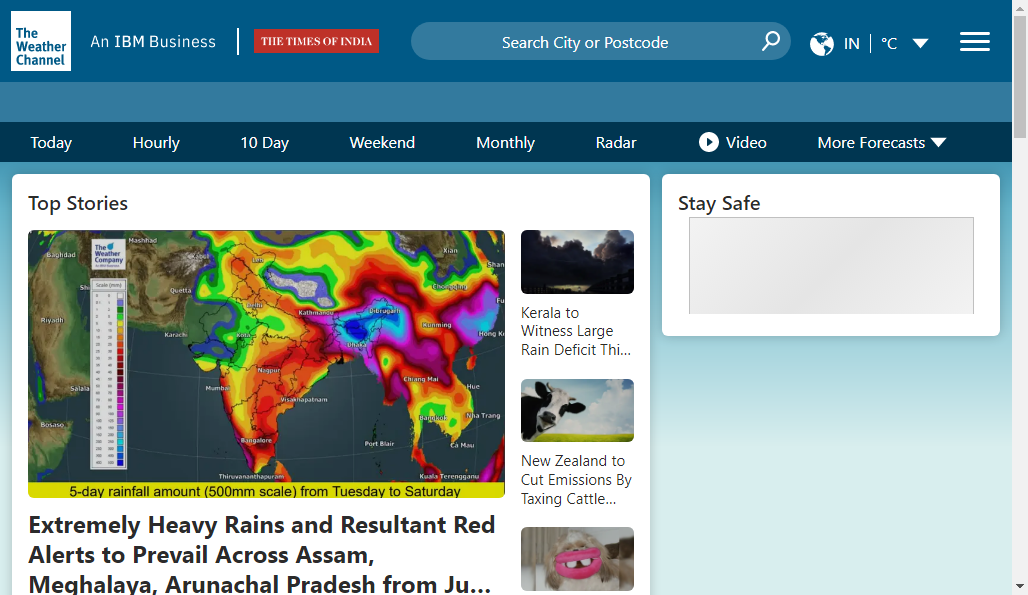 The
Weather
Channel
An IBM Business
THE TIMES OF INDIA
Search City or Postcode
IN
°C
Today
Hourly
10 Day
Weekend
Monthly
Radar
Video
More Forecasts
Top Stories
The
Weather
Company
Scale (mm)
Mashhad
Kabul
Baghdad
Quetta
Riyadh
Karachi
Delhi
Kota
Kathmandu
Dibrugarh
Dhaka
Xian
Chongqing
Kunming
Hong K
Nagpur
Mumbai
Visakhapatnam
Bangalore
Thiruvananthapuram
Salala
Bosaso
Port Blair
Chiang Mai
Hue
Bangkok
Nha Trang
Ca Mau
Kuala Terengganu
5-day rainfall amount (500mm scale) from Tuesday to Saturday
Extremely Heavy Rains and Resultant Red
Alerts to Prevail Across Assam,
Meghalaya, Arunachal Pradesh from Ju...
Kerala to
Witness Large
Rain Deficit Thi...
New Zealand to
Cut Emissions By
Taxing Cattle...
Stay Safe